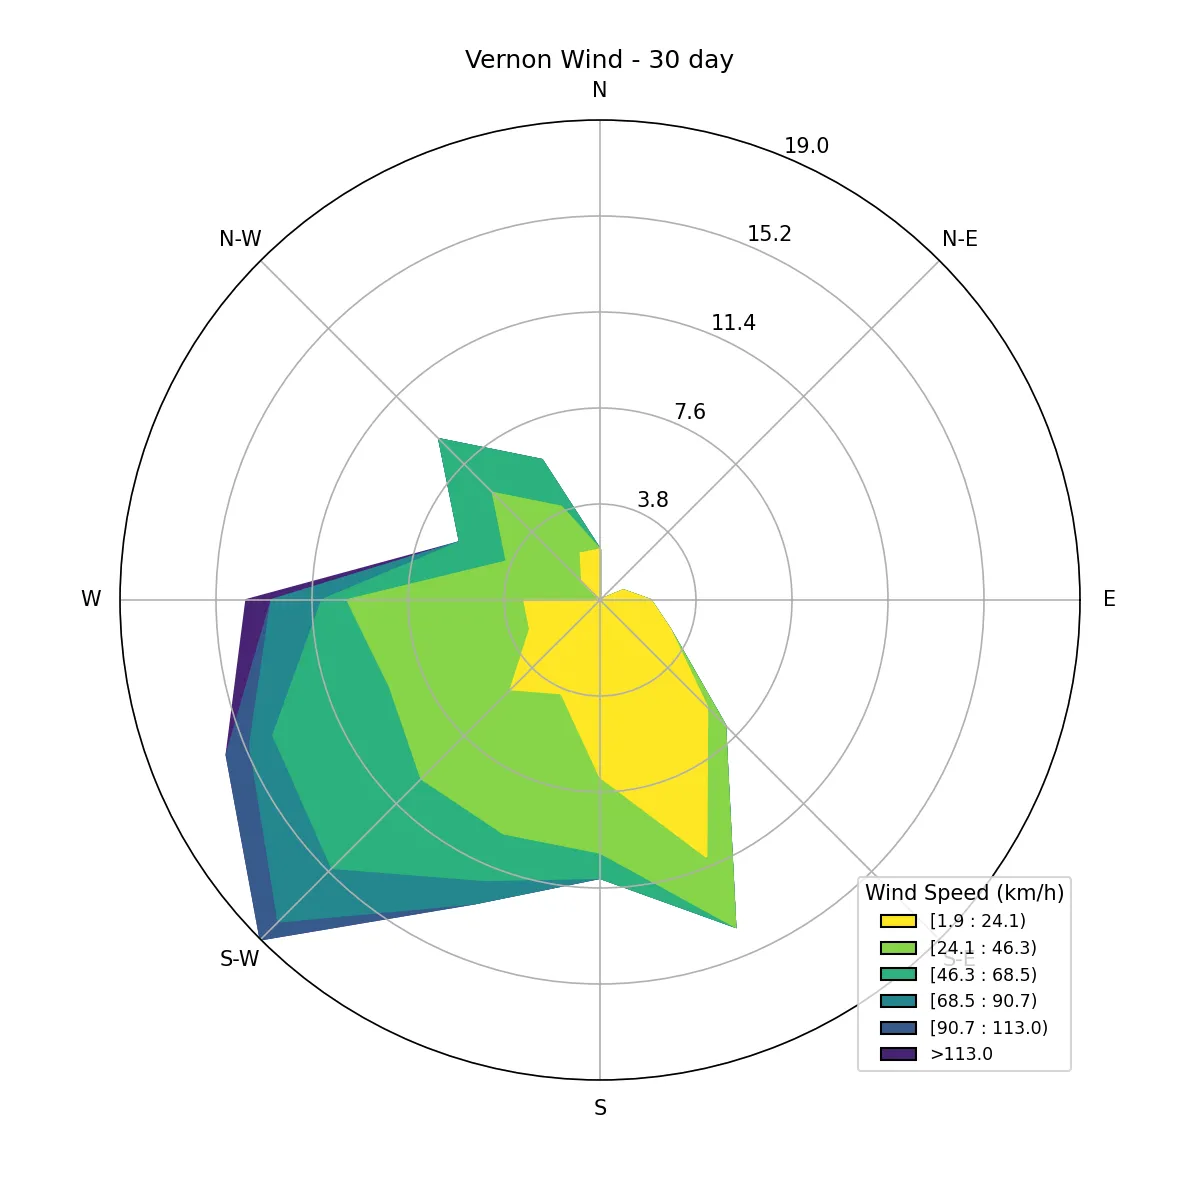 Vernon Wind - 30 day
N
19.0
15.2
N-W
N-E
11.4
7.6
3.8
W
E
Wind Speed (km/h)
[1.9 : 24.1)
[24.1 : 46.3)
S-W
S-E
[46.3 : 68.5)
[68.5 : 90.7)
[90.7 : 113.0)
>113.0
S